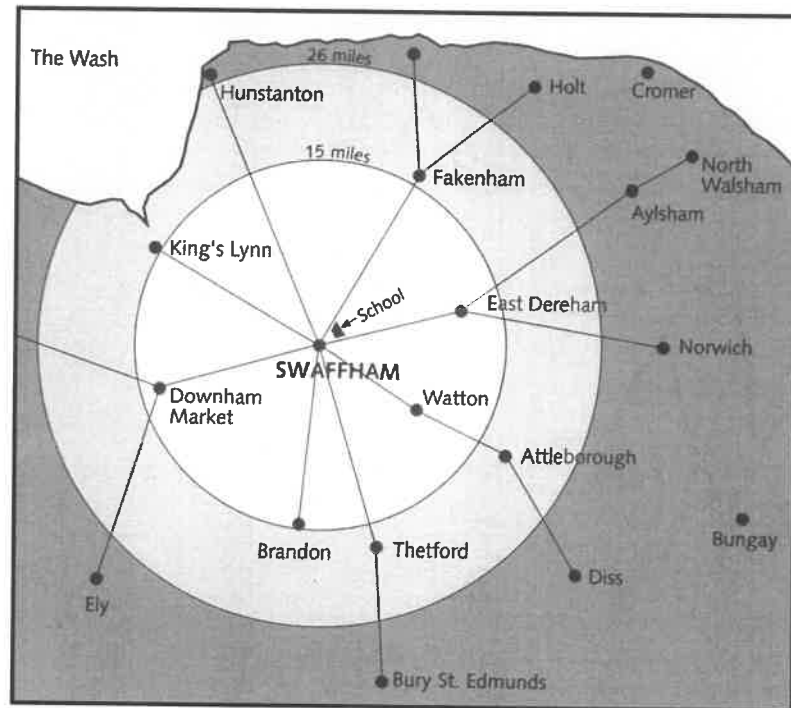 The Wash
26 miles
Hunstanton
Holt
Cromer
15 miles
Fakenham
North
Walsham
Aylsham
King's Lynn
School
East Dereham
SWAFFHAM
Norwich
Downham
Market
Watton
Attleborough
Brandon
Thetford
Bungay
Diss
Ely
Bury St. Edmunds